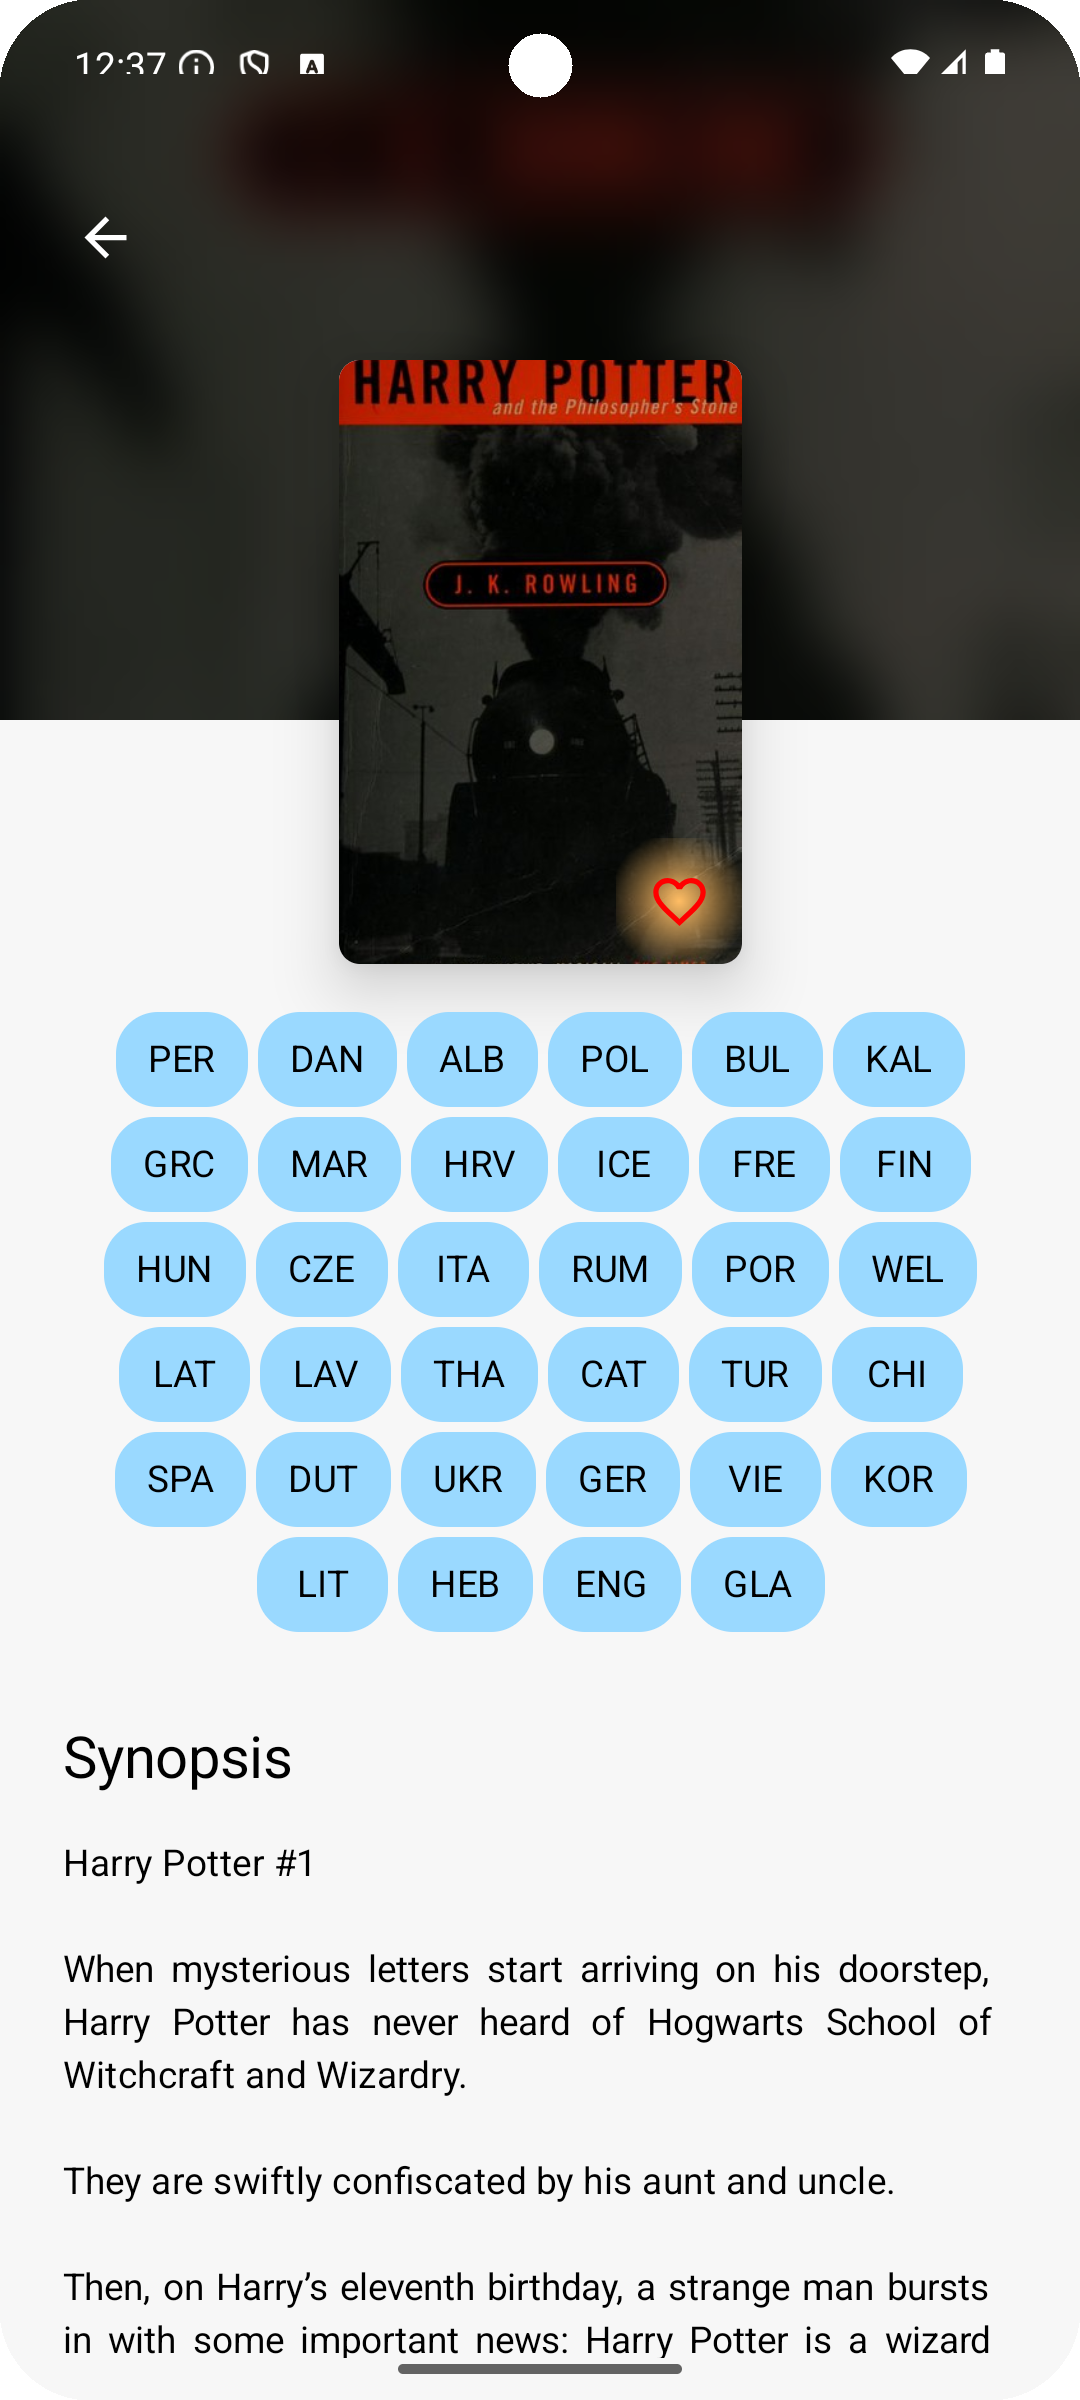 12:37
HARRY POTTER
and the Philosopher's Stone
J. K. ROWLING
PER DAN ALB POL BUL KAL
GRC MAR HRV ICE FRE FIN
HUN CZE ITA RUM POR WEL
LAT LAV THA CAT TUR CHI
SPA DUT UKR GER VIE KOR
LIT HEB ENG GLA
Synopsis
Harry Potter #1
When mysterious letters start arriving on his doorstep,
Harry Potter has never heard of Hogwarts School of
Witchcraft and Wizardry.
They are swiftly confiscated by his aunt and uncle.
Then, on Harry’s eleventh birthday, a strange man bursts
in with some important news: Harry Potter is a wizard